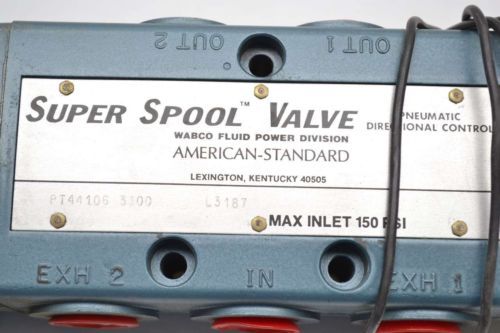 OUT 2 OUT 1
SUPER SPOOL™ VALVE
PNEUMATIC
DIRECTIONAL CONTROL
WABCO FLUID POWER DIVISION
AMERICAN-STANDARD
LEXINGTON, KENTUCKY 40505
PT44106 3100 L3187
MAX INLET 150 PSI
EXH 2 IN EXH 1